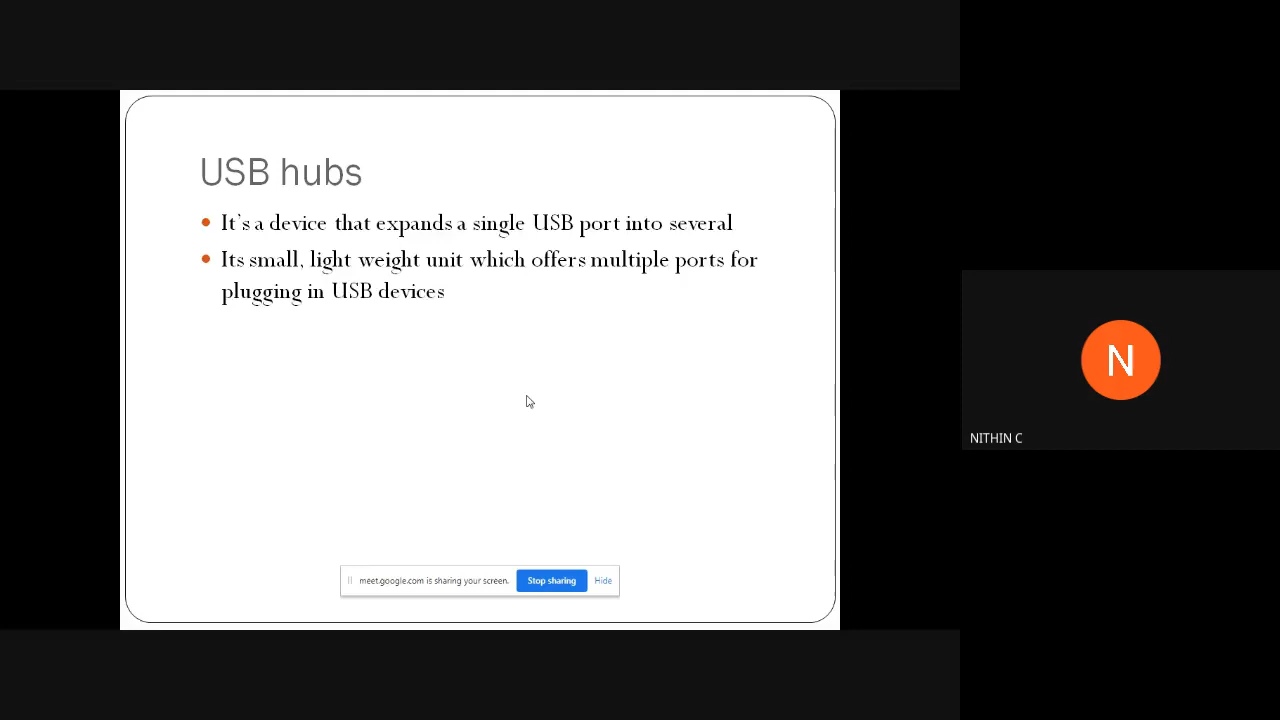 USB hubs
• It's a device that expands a single USB port into several
• Its small, light weight unit which offers multiple ports for
plugging in USB devices
meet.google.com is sharing your screen. Stop sharing Hide
N
NITHIN C